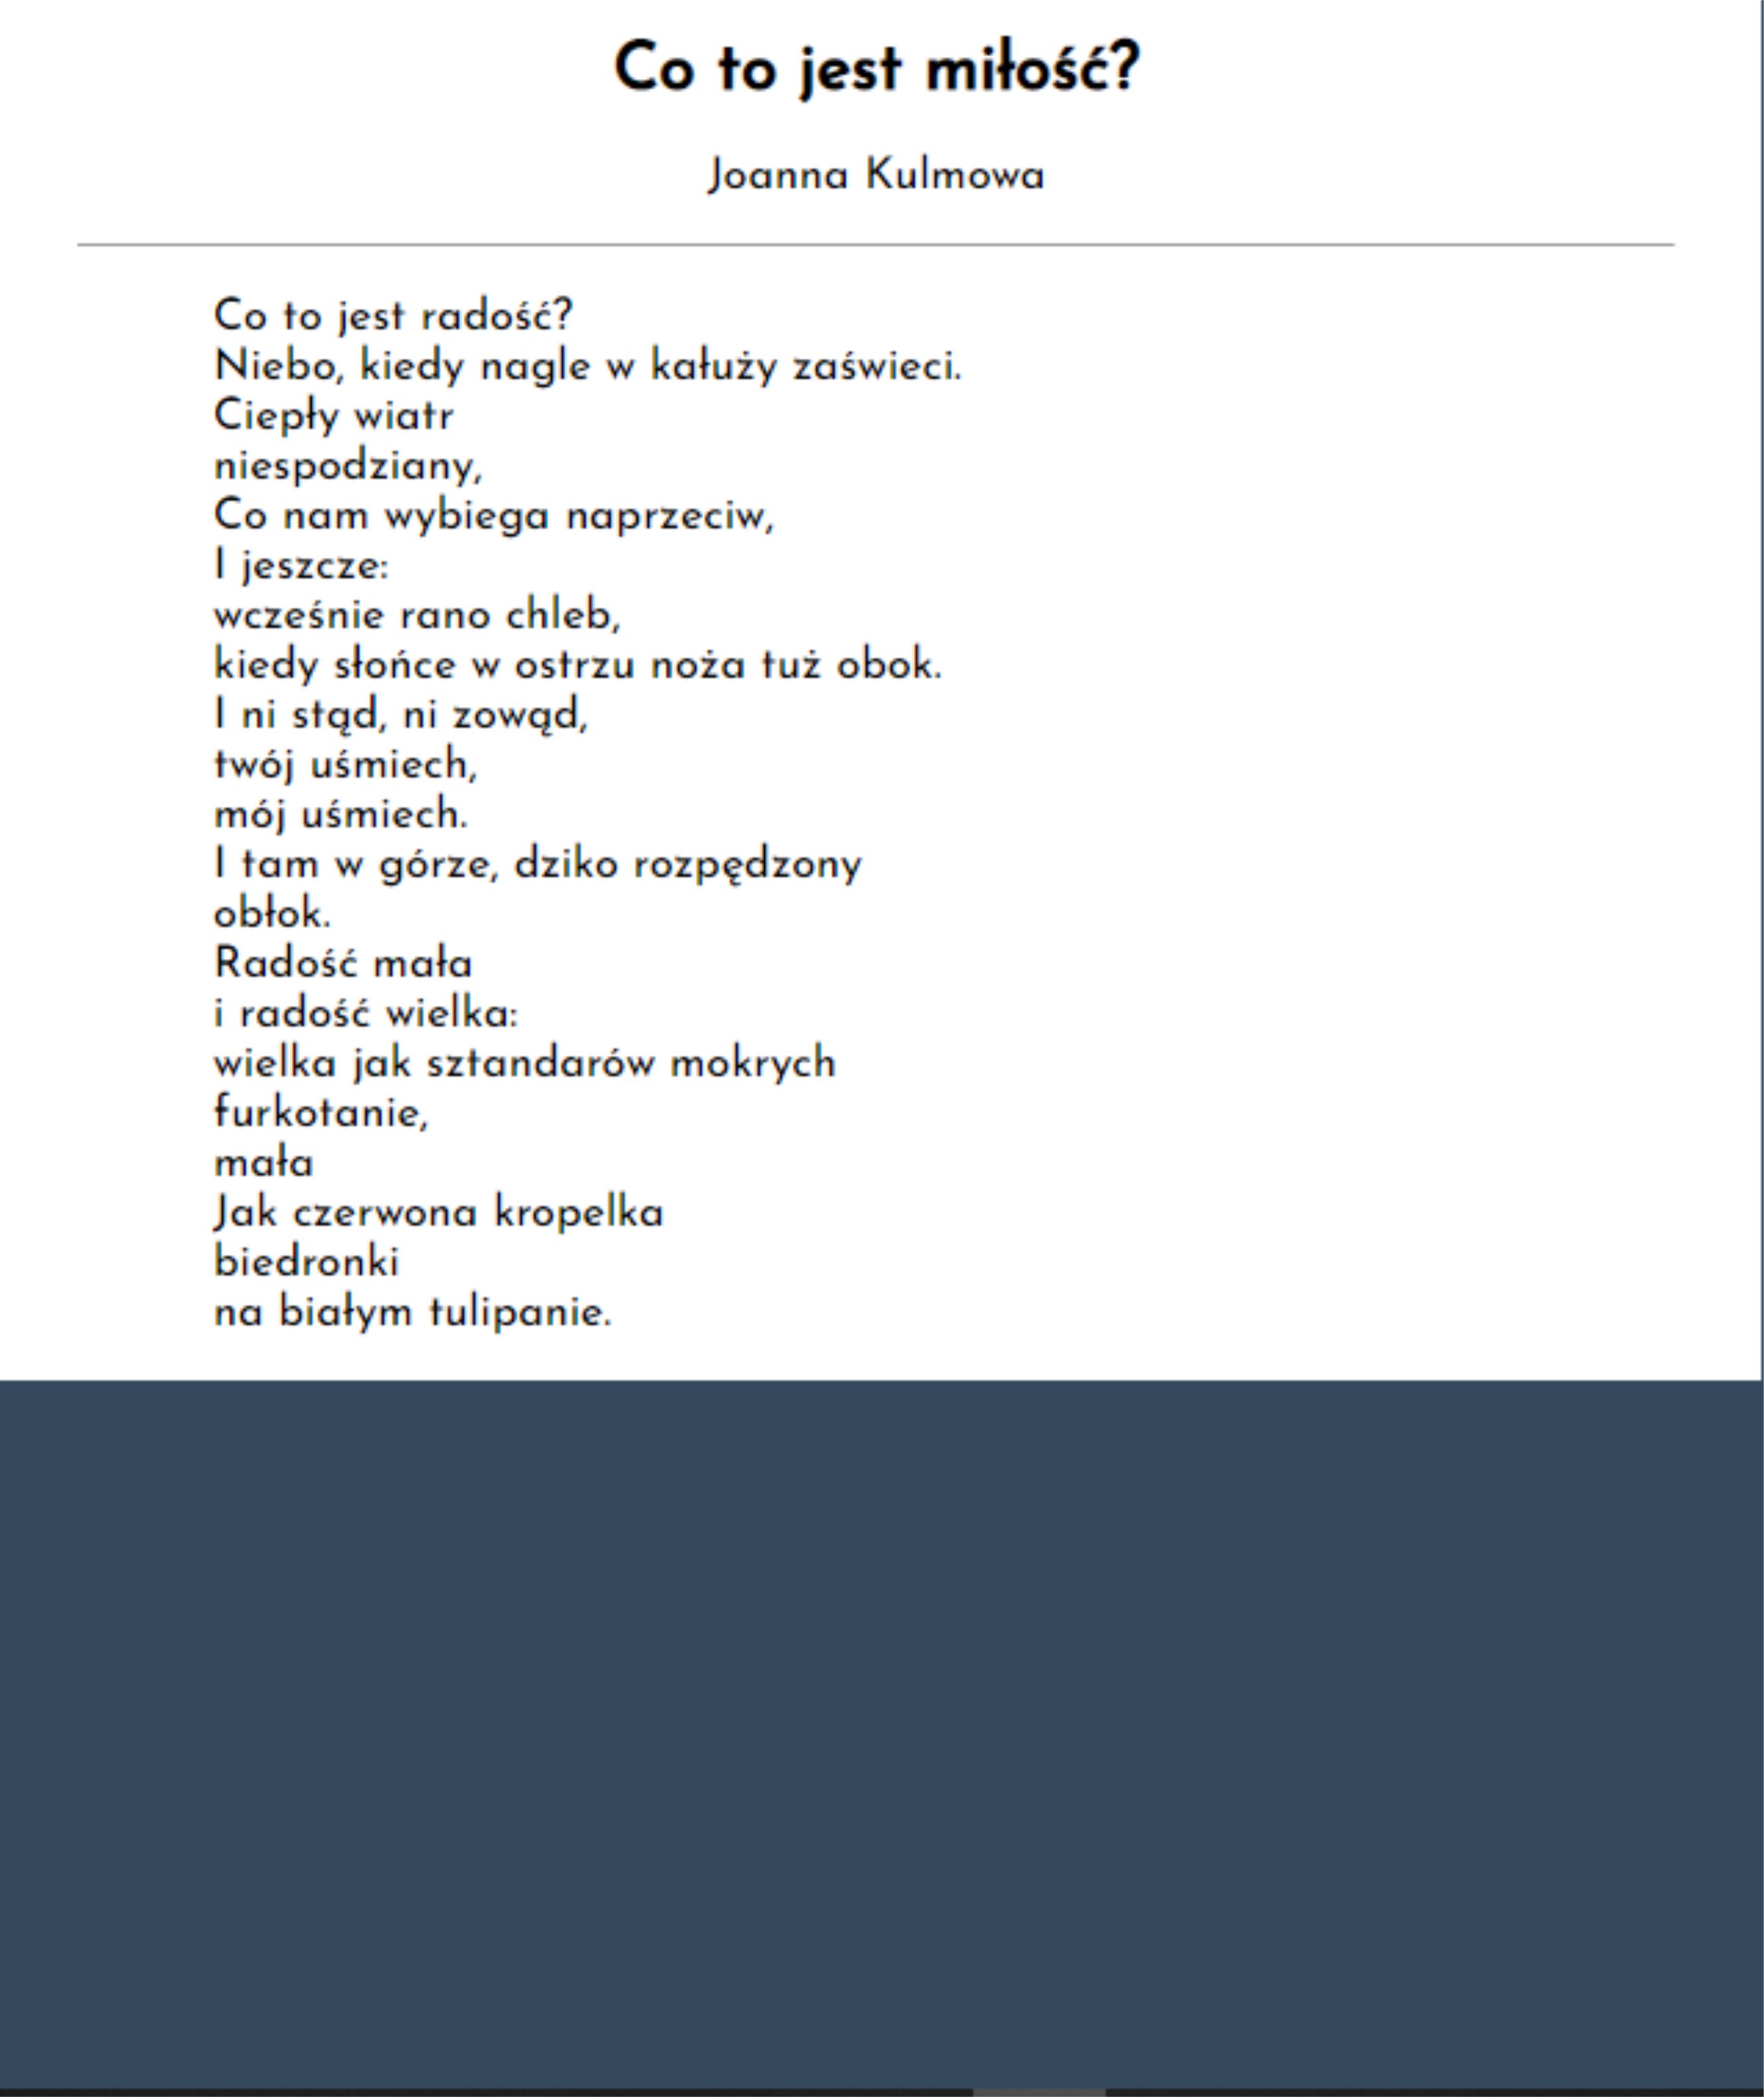 Co to jest miłość?
Joanna Kulmowa
Co to jest radość?
Niebo, kiedy nagle w kałuży zaświeci.
Ciepły wiatr
niespodziany,
Co nam wybiega naprzeciw,
I jeszcze:
wcześnie rano chleb,
kiedy słońce w ostrzu noża tuż obok.
I ni stąd, ni zowąd,
twój uśmiech,
mój uśmiech.
I tam w górze, dziko rozpędzony
obłok.
Radość mała
i radość wielka:
wielka jak sztandarów mokrych
furkotanie,
mała
Jak czerwona kropelka
biedronki
na białym tulipanie.